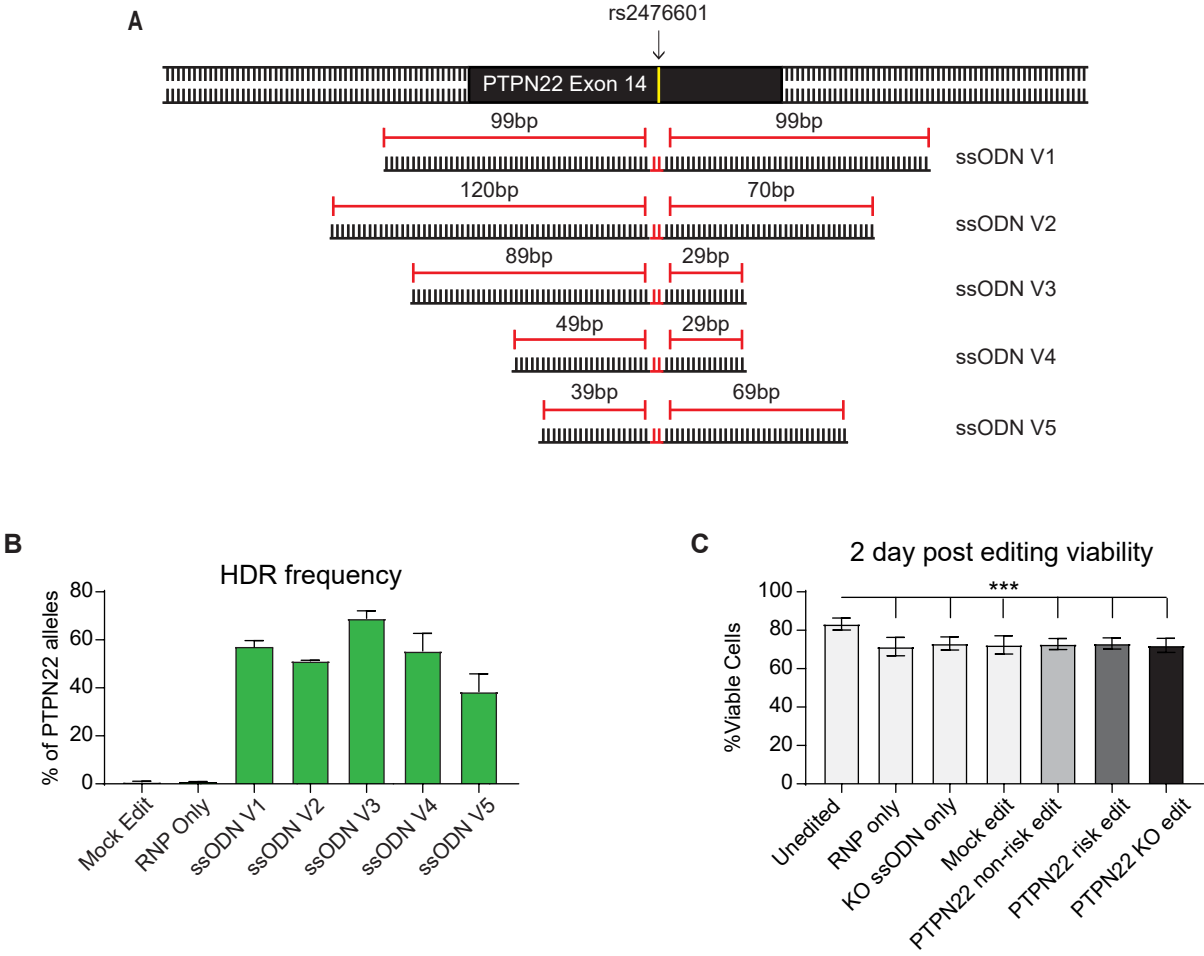 A
rs2476601
PTPN22 Exon 14
99bp 99bp
ssODN V1
120bp 70bp
ssODN V2
89bp 29bp
ssODN V3
49bp 29bp
ssODN V4
39bp 69bp
ssODN V5
B
HDR frequency
% of PTPN22 alleles
80
60
40
20
0
Mock Edit
RNP Only
ssODN V1
ssODN V2
ssODN V3
ssODN V4
ssODN V5
C
2 day post editing viability
***
%Viable Cells
100
80
60
40
20
0
Unedited
RNP only
KO ssODN only
Mock edit
PTPN22 non-risk edit
PTPN22 risk edit
PTPN22 KO edit